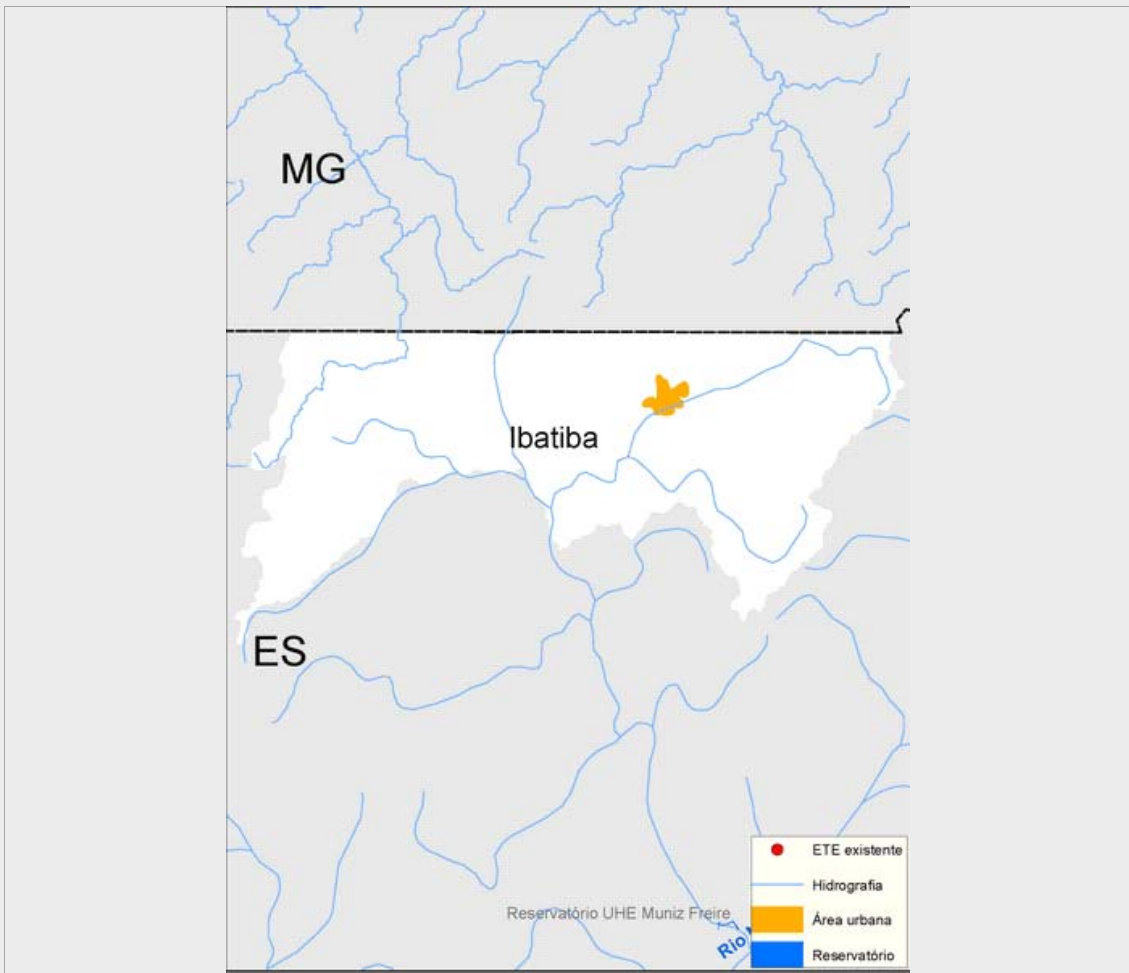 MG
Ibatiba
ES
Reservatório UHE Muniz Freire
Rio
ETE existente
Hidrografia
Área urbana
Reservatório